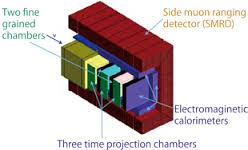 Side muon ranging
detector (SMRD)
Two fine
grained
chambers
Electromagnetic
calorimeters
Three time projection chambers